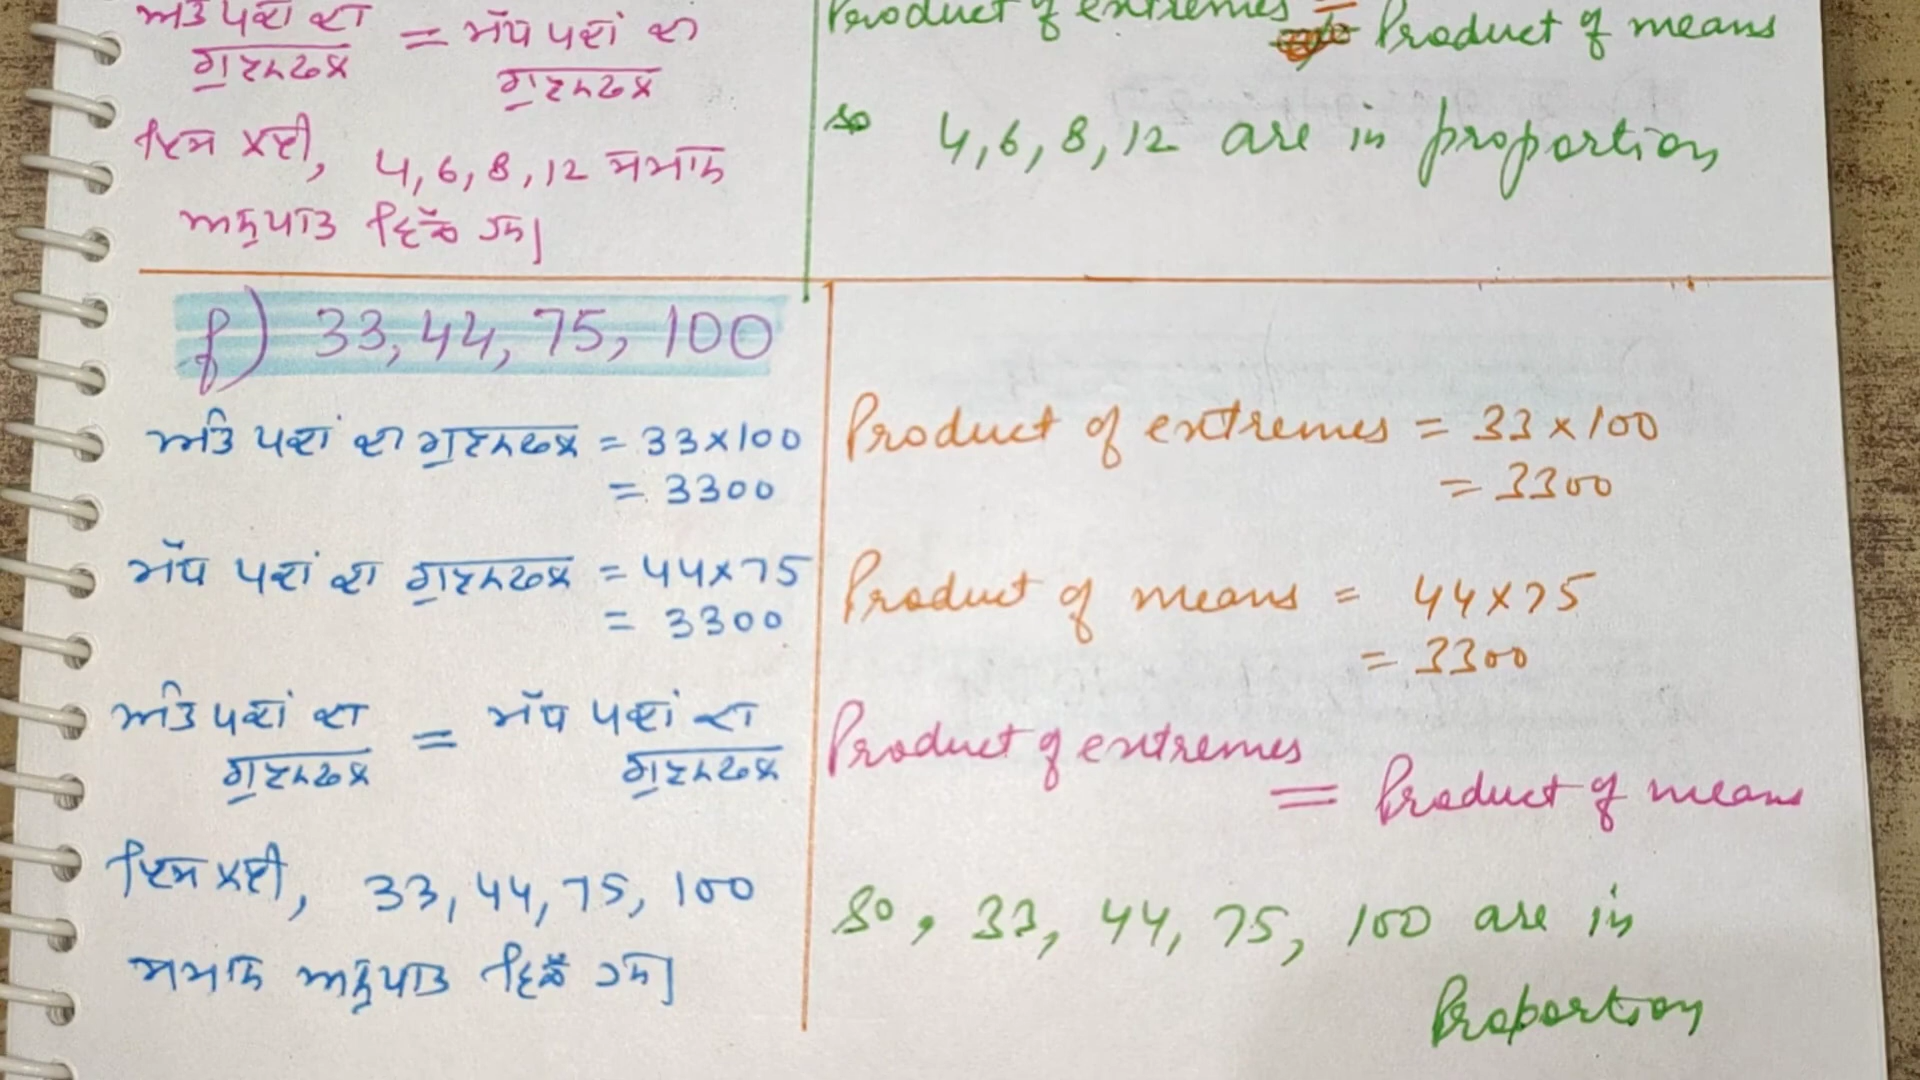 ਅੰਤ ਪਦਾਂ ਦਾ
ਗੁਣਨਫਲ = ਮੱਧ ਪਦਾਂ ਦਾ
ਗੁਣਨਫਲ
ਇਸ ਲਈ, 4, 6, 8, 12 ਸਮਾਨ
ਅਨੁਪਾਤ ਵਿੱਚ ਹਨ।
Product of extremes = Product of means
so 4, 6, 8, 12 are in proportion
f) 33, 44, 75, 100
ਅੰਤ ਪਦਾਂ ਦਾ ਗੁਣਨਫਲ = 33×100
= 3300
ਮੱਧ ਪਦਾਂ ਦਾ ਗੁਣਨਫਲ = 44×75
= 3300
ਅੰਤ ਪਦਾਂ ਦਾ = ਮੱਧ ਪਦਾਂ ਦਾ
ਗੁਣਨਫਲ ਗੁਣਨਫਲ
ਇਸ ਲਈ, 33, 44, 75, 100
ਸਮਾਨ ਅਨੁਪਾਤ ਵਿੱਚ ਹਨ।
Product of extremes = 33×100
= 3300
Product of means = 44×75
= 3300
Product of extremes
= Product of means
So, 33, 44, 75, 100 are in
Proportion